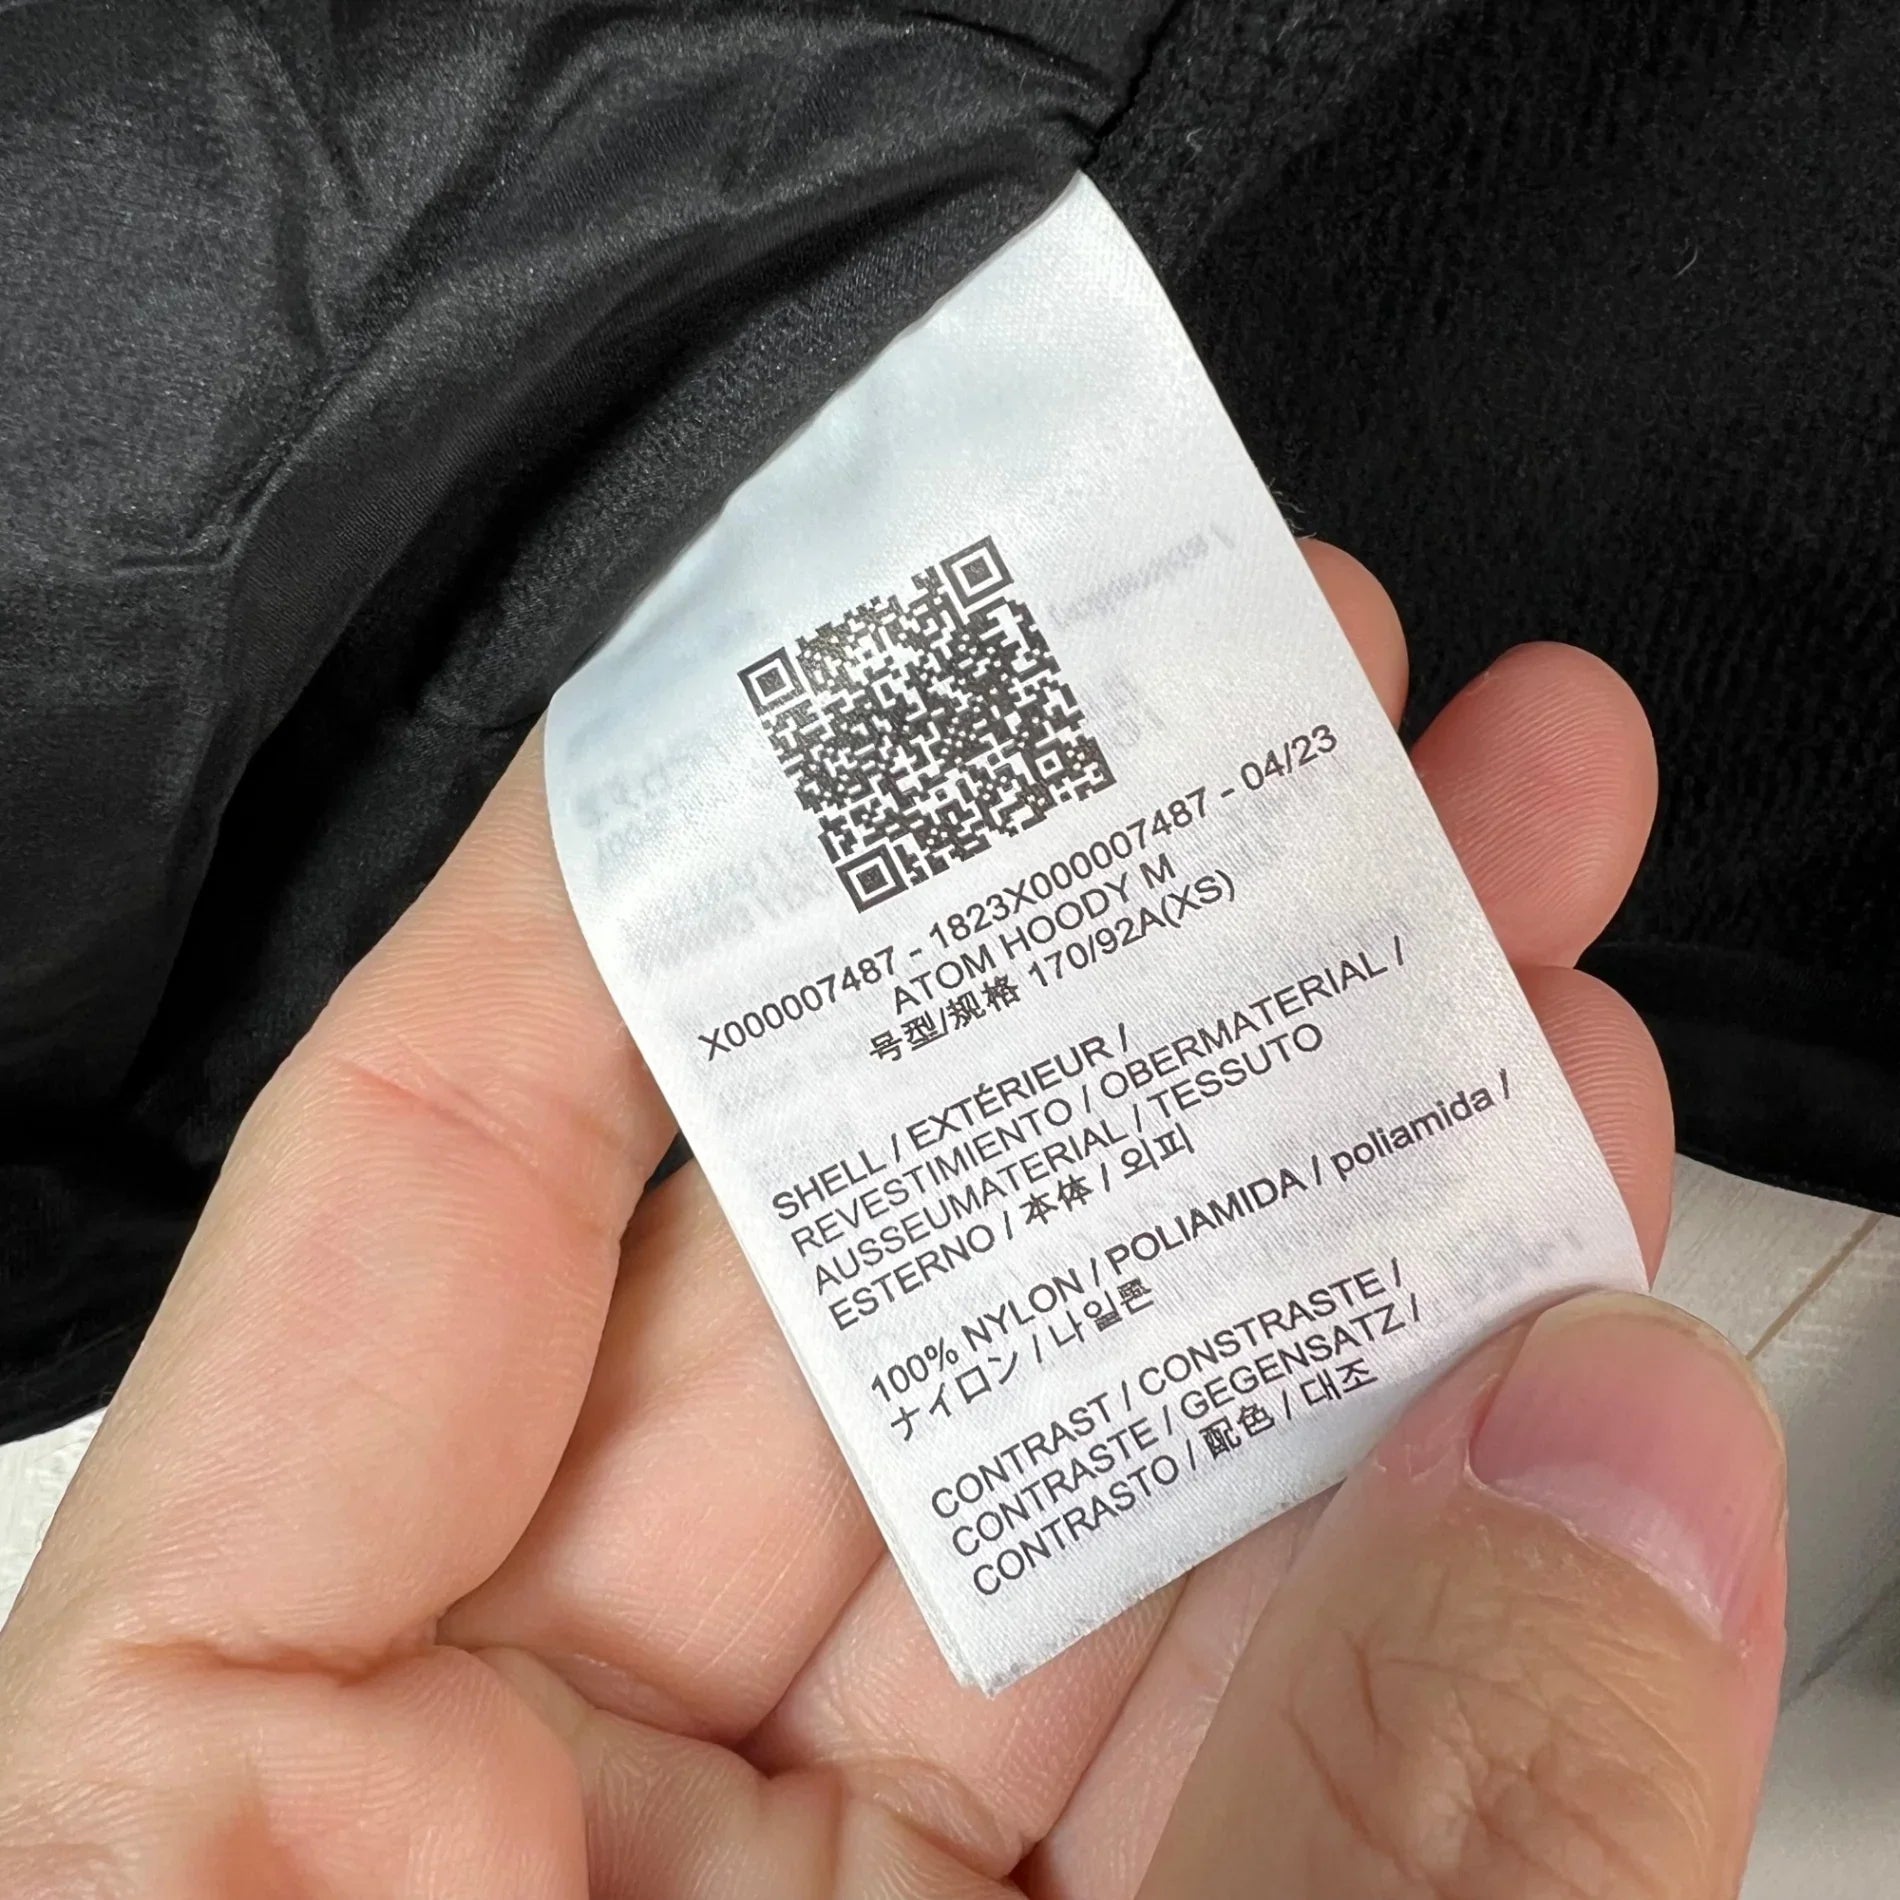 X000007487 - 1823X000007487 - 04/23
ATOM HOODY M
号型/规格 170/92A(XS)
SHELL / EXTÉRIEUR /
REVESTIMIENTO / OBERMATERIAL /
AUSSEUMATERIAL / TESSUTO
ESTERNO / 本体 / 외피
100% NYLON / POLIAMIDA / poliamida /
ナイロン / 나일론
CONTRAST / CONSTRASTE /
CONTRASTE / GEGENSATZ /
CONTRASTO / 配色 / 대조